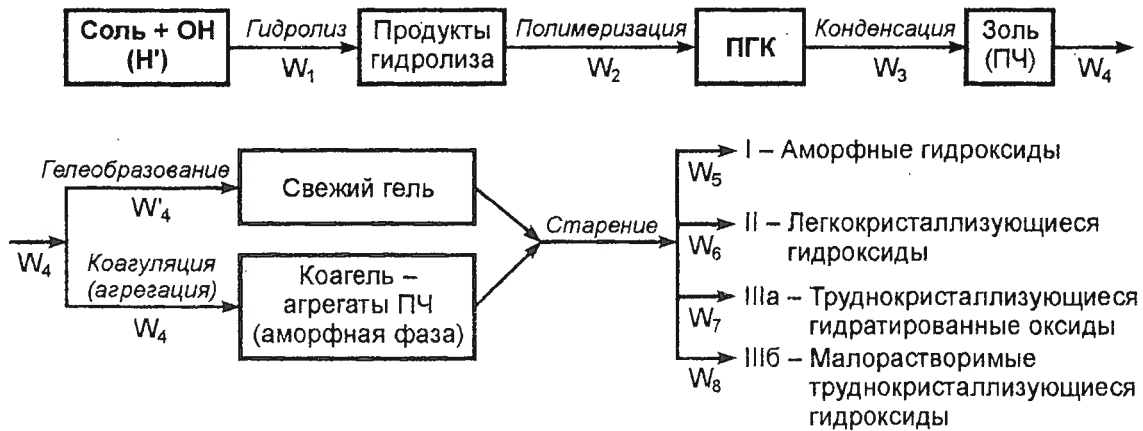 Соль + ОН
(Н')
Гидролиз
W₁
Продукты
гидролиза
Полимеризация
W₂
ПГК
Конденсация
W₃
Золь
(ПЧ)
W₄
W₄
Гелеобразование
W'₄
Свежий гель
Коагуляция
(агрегация)
W₄
Коагель –
агрегаты ПЧ
(аморфная фаза)
Старение
W₅
I – Аморфные гидроксиды
W₆
II – Легкокристаллизующиеся
гидроксиды
W₇
IIIа – Труднокристаллизующиеся
гидратированные оксиды
W₈
IIIб – Малорастворимые
труднокристаллизующиеся
гидроксиды